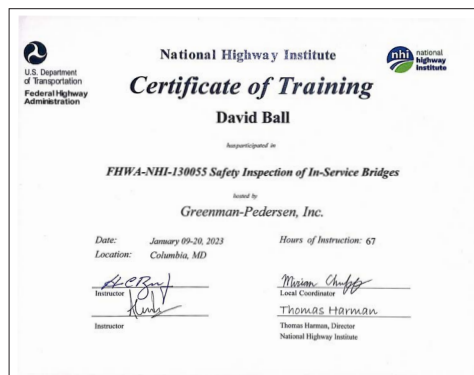 U.S. Department
of Transportation
Federal Highway
Administration
National Highway Institute
nhi national
highway
institute
Certificate of Training
David Ball
has participated in
FHWA-NHI-130055 Safety Inspection of In-Service Bridges
hosted by
Greenman-Pedersen, Inc.
Date: January 09-20, 2023
Hours of Instruction: 67
Location: Columbia, MD
Instructor
Local Coordinator
Thomas Harman
Instructor
Thomas Harman, Director
National Highway Institute